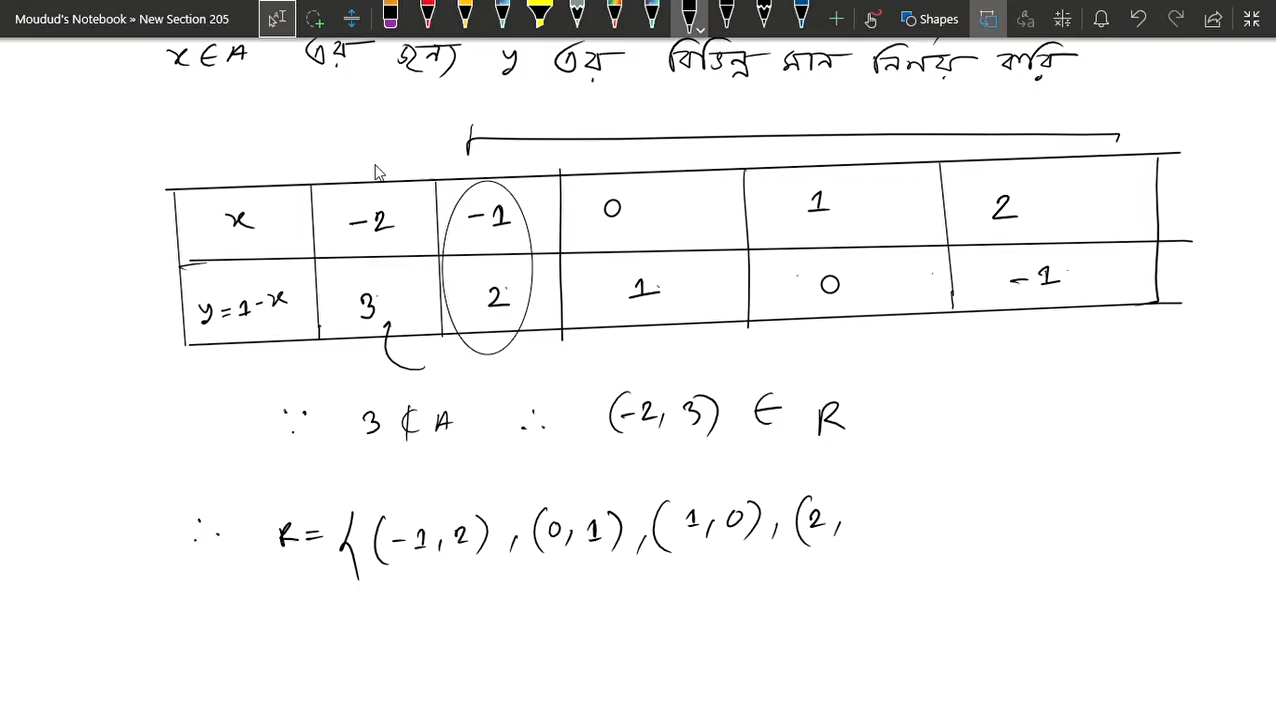 Moudud's Notebook » New Section 205
Shapes
x ∈ A এর জন্য y এর বিভিন্ন মান নির্ণয় করি
x -2 -1 0 1 2
y = 1-x 3 2 1 0 -1
∵ 3 ∉ A ∴ (-2, 3) ∈ R
∴ R = { (-1, 2), (0, 1), (1, 0), (2,